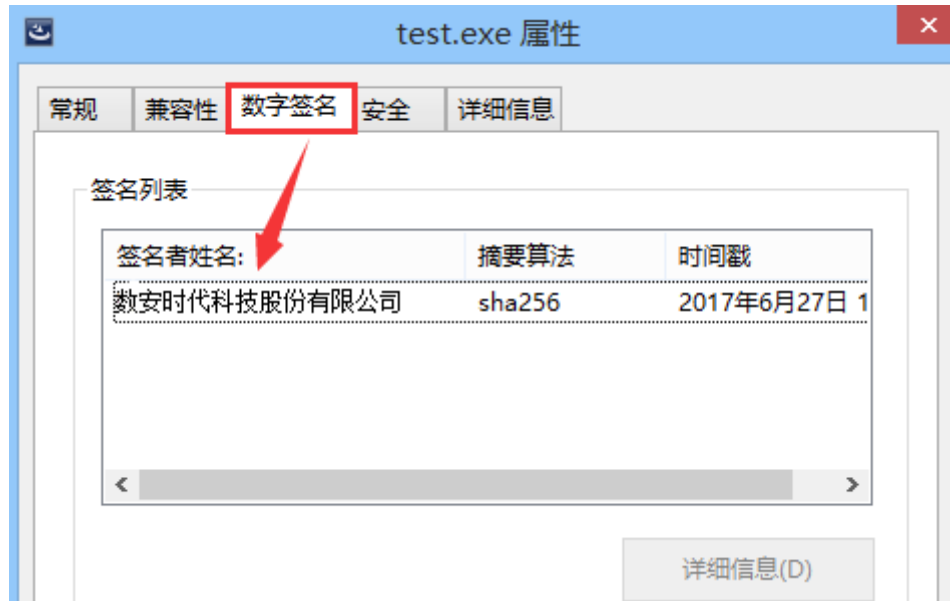 test.exe 属性
常规 兼容性 数字签名 安全 详细信息
签名列表
签名者姓名: 摘要算法 时间戳
数安时代科技股份有限公司 sha256 2017年6月27日 1
详细信息(D)